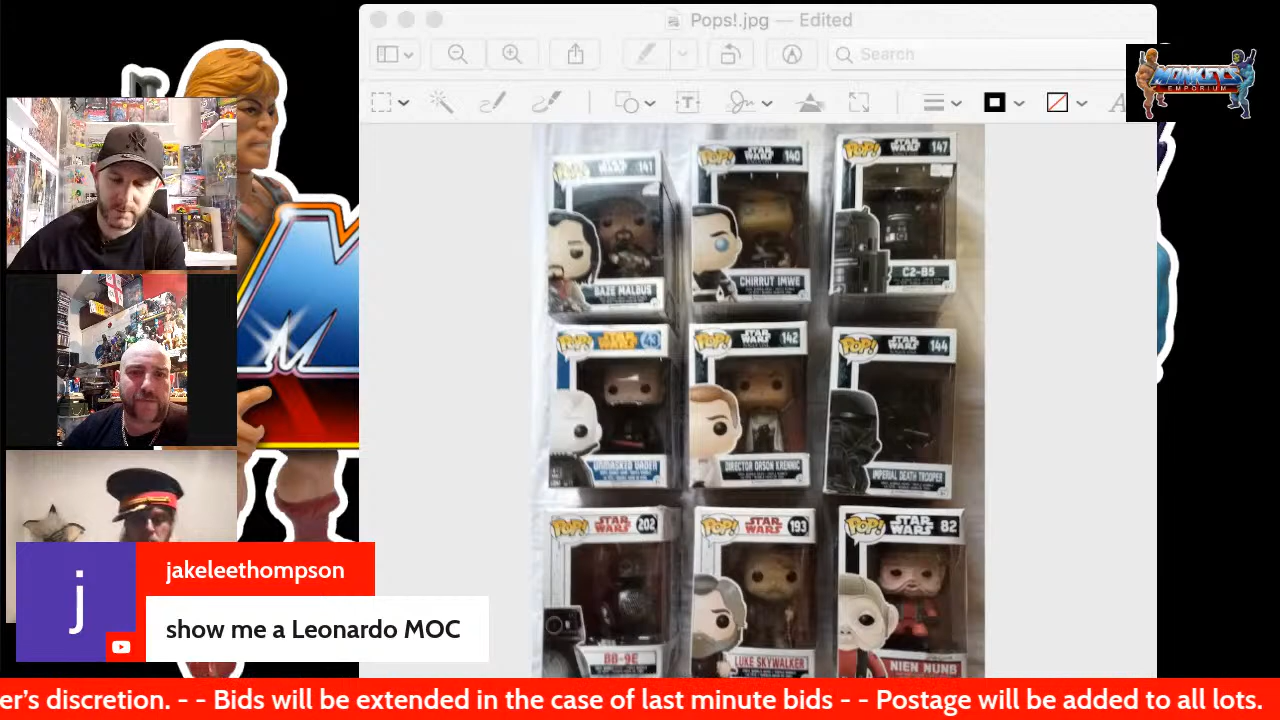 Pops!.jpg — Edited
Search
MONKEYS
EMPORIUM
POP! STAR WARS 141
BAZE MALBUS
POP! STAR WARS 140
CHIRRUT IMWE
POP! STAR WARS 147
C2-B5
POP! STAR WARS 43
UNMASKED VADER
POP! STAR WARS 142
DIRECTOR ORSON KRENNIC
POP! STAR WARS 144
IMPERIAL DEATH TROOPER
POP! STAR WARS 202
BB-9E
POP! STAR WARS 193
LUKE SKYWALKER
POP! STAR WARS 82
NIEN NUNB
M
j
jakeleethompson
show me a Leonardo MOC
er's discretion. - - Bids will be extended in the case of last minute bids - - Postage will be added to all lots.